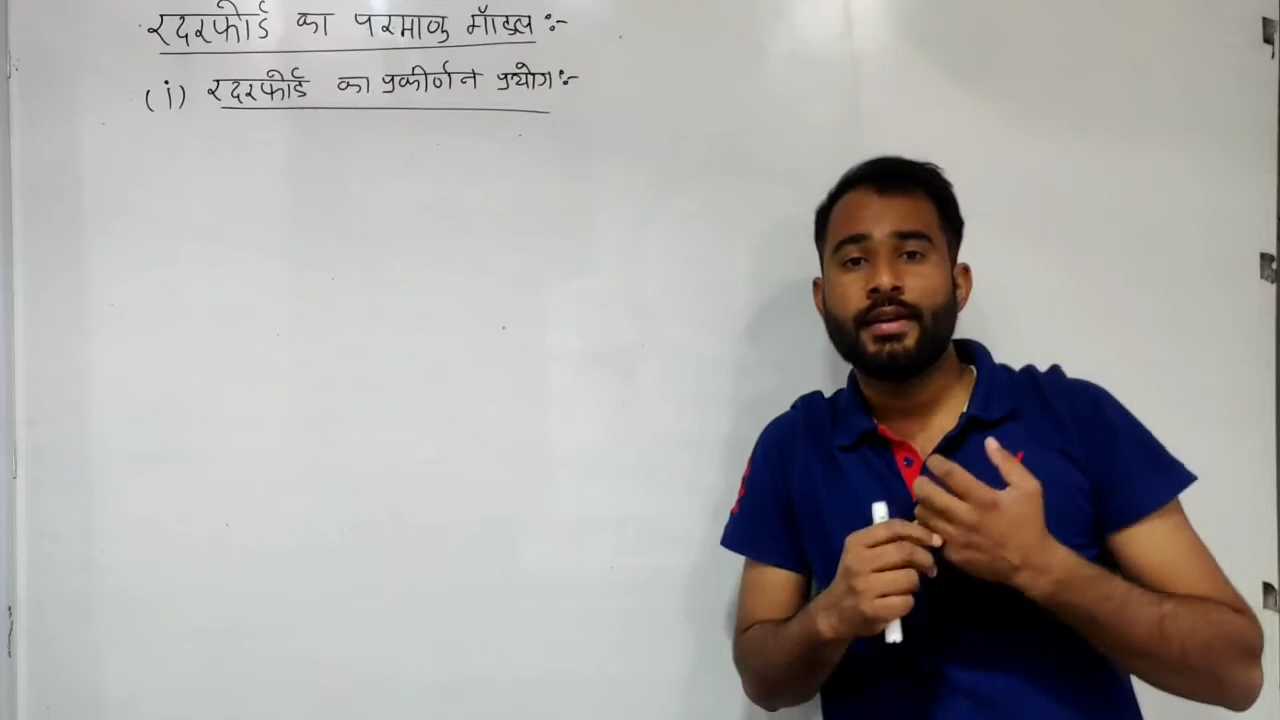 रदरफोर्ड का परमाणु मॉडल :-
(i) रदरफोर्ड का प्रकीर्णन प्रयोग :-